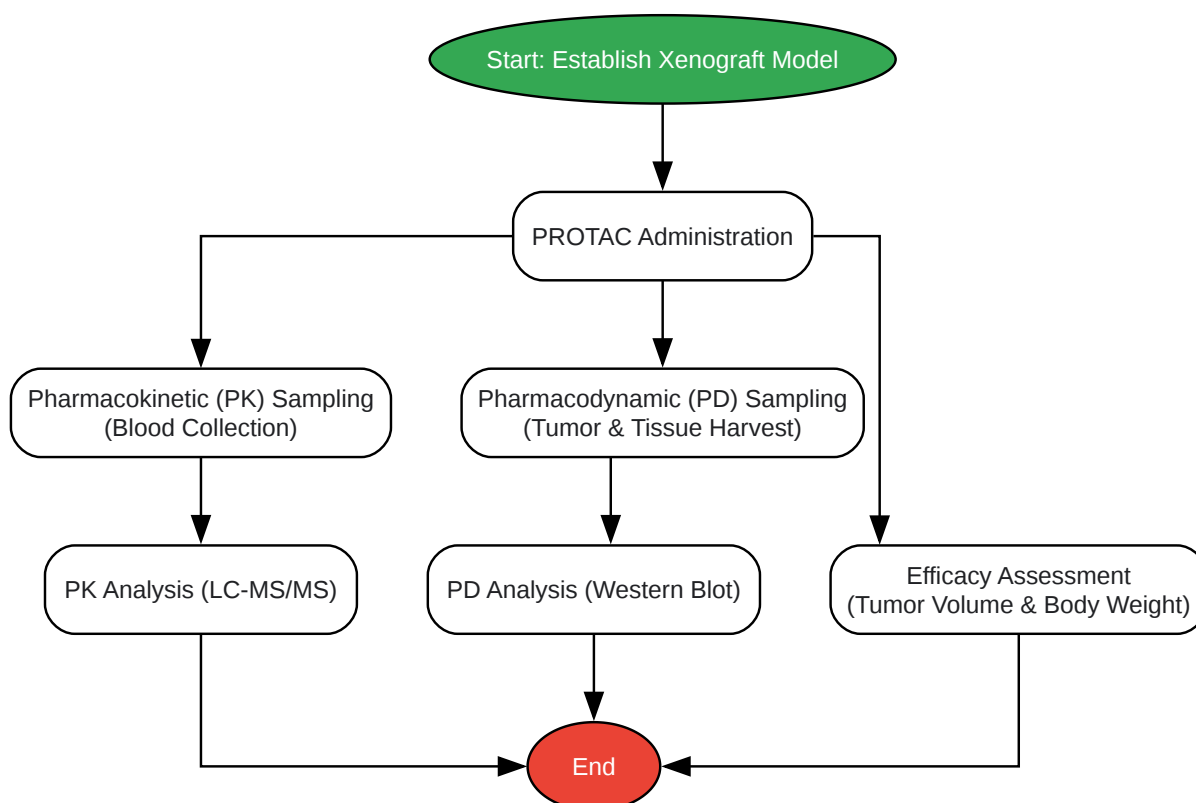 Start: Establish Xenograft Model
PROTAC Administration
Pharmacokinetic (PK) Sampling
(Blood Collection)
Pharmacodynamic (PD) Sampling
(Tumor & Tissue Harvest)
PK Analysis (LC-MS/MS)
PD Analysis (Western Blot)
Efficacy Assessment
(Tumor Volume & Body Weight)
End